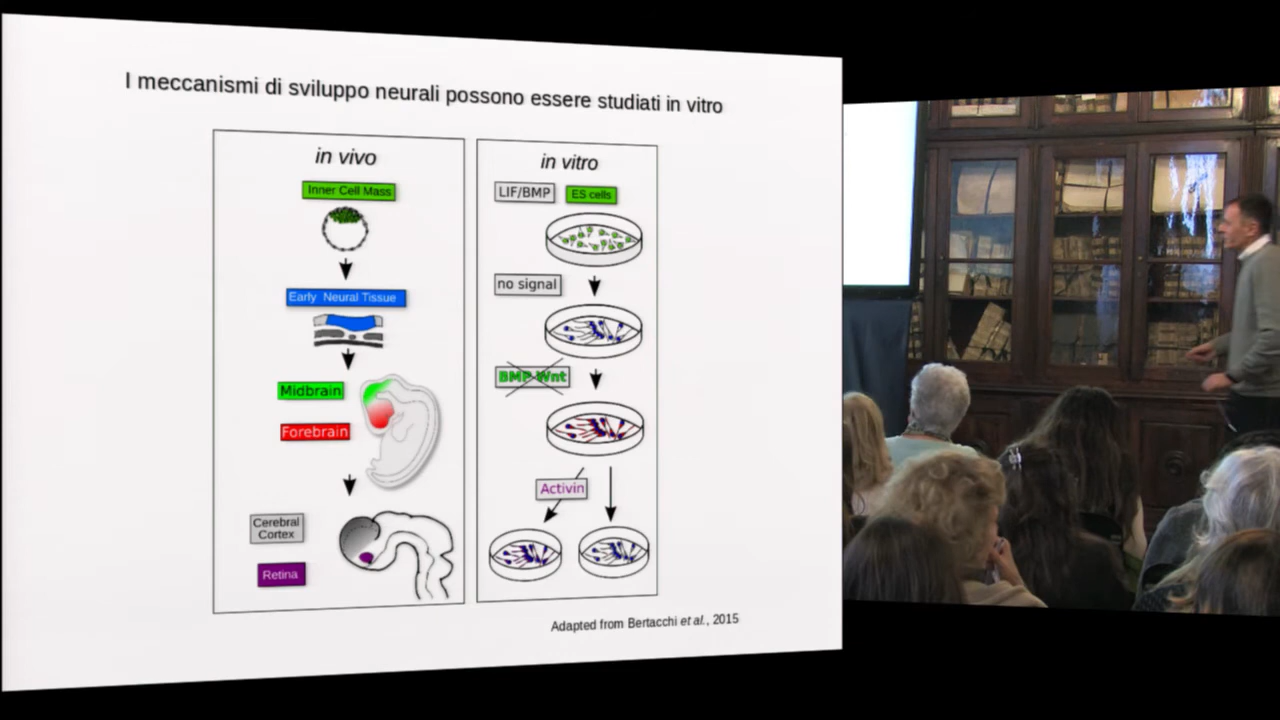 I meccanismi di sviluppo neurali possono essere studiati in vitro
in vivo
Inner Cell Mass
Early Neural Tissue
Midbrain
Forebrain
Cerebral
Cortex
Retina
in vitro
LIF/BMP
ES cells
no signal
BMP Wnt
Activin
Adapted from Bertacchi et al., 2015